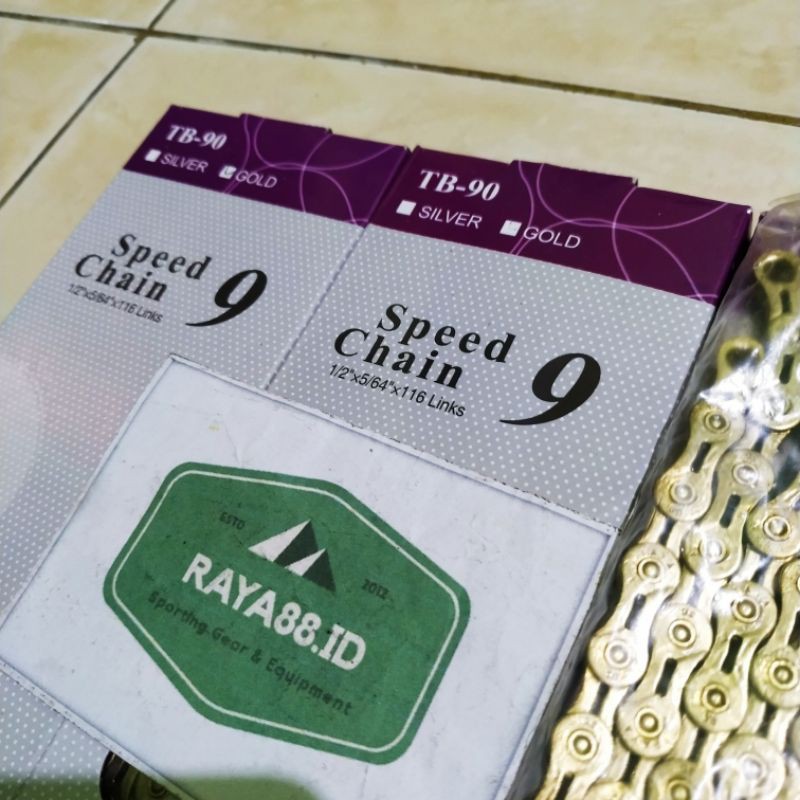 TB-90
SILVER GOLD
Speed
Chain 9
1/2"x5/64"x116 Links
TB-90
SILVER GOLD
Speed
Chain 9
1/2"x5/64"x116 Links
ESTD 2012
RAYA88.ID
Sporting Gear & Equipment